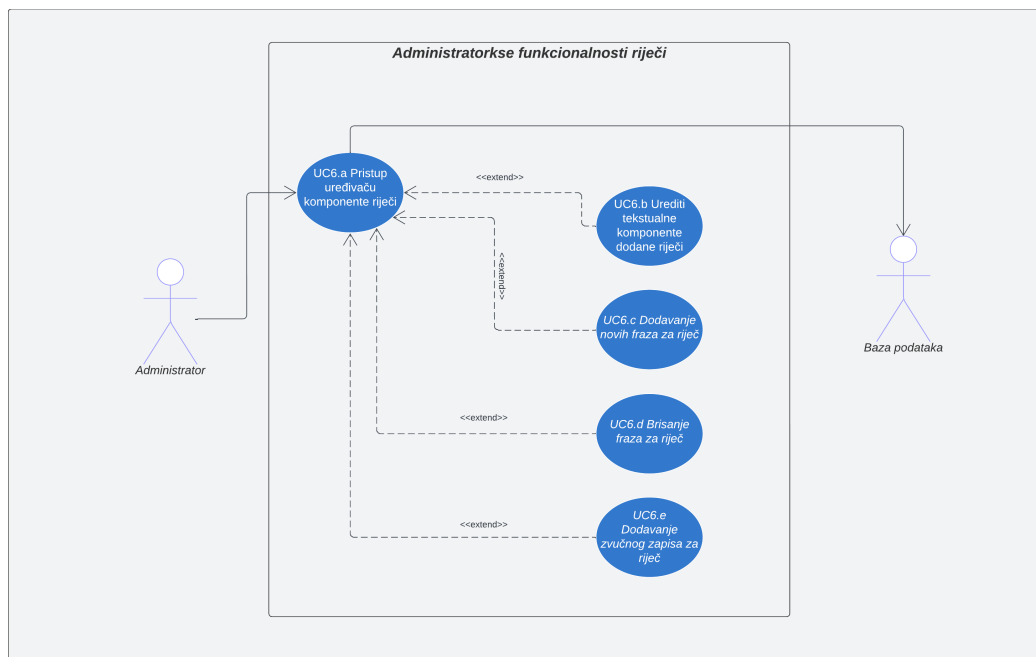 Administratorkse funkcionalnosti riječi
UC6.a Pristup
uređivaču
komponente riječi
<<extend>>
UC6.b Urediti
tekstualne
komponente
dodane riječi
<<extend>>
UC6.c Dodavanje
novih fraza za riječ
Administrator
Baza podataka
<<extend>>
UC6.d Brisanje
fraza za riječ
<<extend>>
UC6.e
Dodavanje
zvučnog zapisa za
riječ